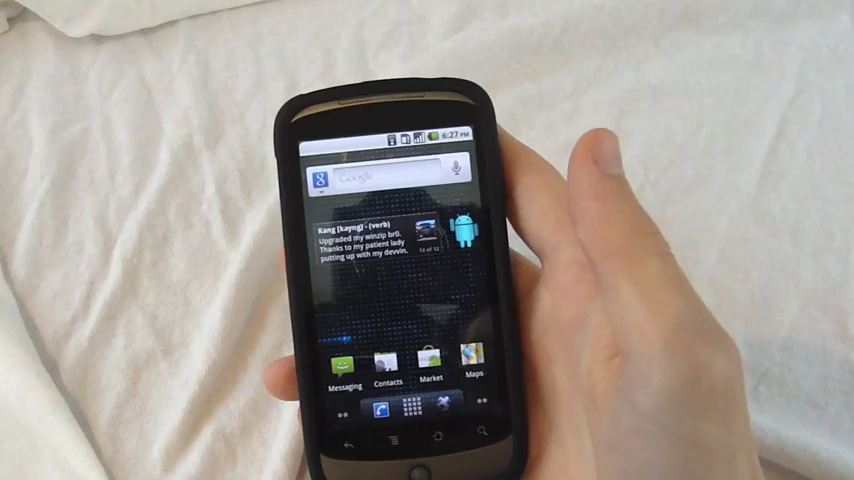 6:27 PM
8 Google
Kang [kayng] - (verb)
Upgraded my winzip br0.
Thanks to my patient lady
putting up with my devvin.
12 of 12
Messaging Contacts Market Maps